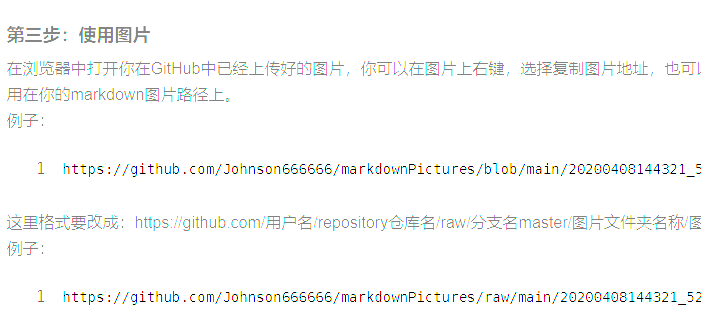 第三步：使用图片
在浏览器中打开你在GitHub中已经上传好的图片，你可以在图片上右键，选择复制图片地址，也可以
用在你的markdown图片路径上。
例子：
1 https://github.com/Johnson666666/markdownPictures/blob/main/20200408144321_5
这里格式要改成：https://github.com/用户名/repository仓库名/raw/分支名master/图片文件夹名称/图
例子：
1 https://github.com/Johnson666666/markdownPictures/raw/main/20200408144321_52